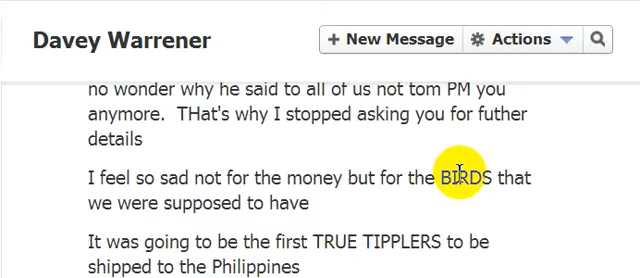 Davey Warrener
+ New Message Actions
no wonder why he said to all of us not tom PM you
anymore. THat's why I stopped asking you for futher
details
I feel so sad not for the money but for the BIRDS that
we were supposed to have
It was going to be the first TRUE TIPPLERS to be
shipped to the Philippines